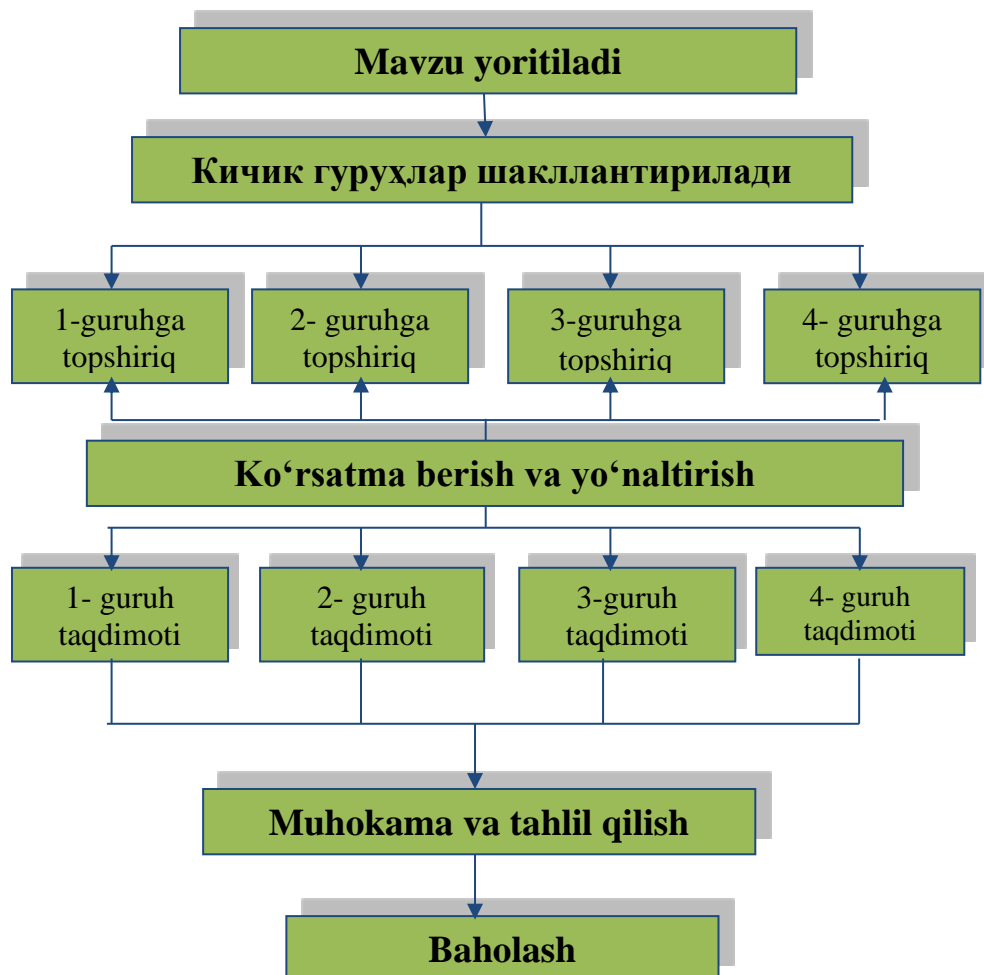 Mavzu yoritiladi
Кичик гуруҳлар шакллантирилади
1-guruhga
topshiriq
2- guruhga
topshiriq
3-guruhga
topshiriq
4- guruhga
topshiriq
Ko‘rsatma berish va yo‘naltirish
1- guruh
taqdimoti
2- guruh
taqdimoti
3-guruh
taqdimoti
4- guruh
taqdimoti
Muhokama va tahlil qilish
Baholash